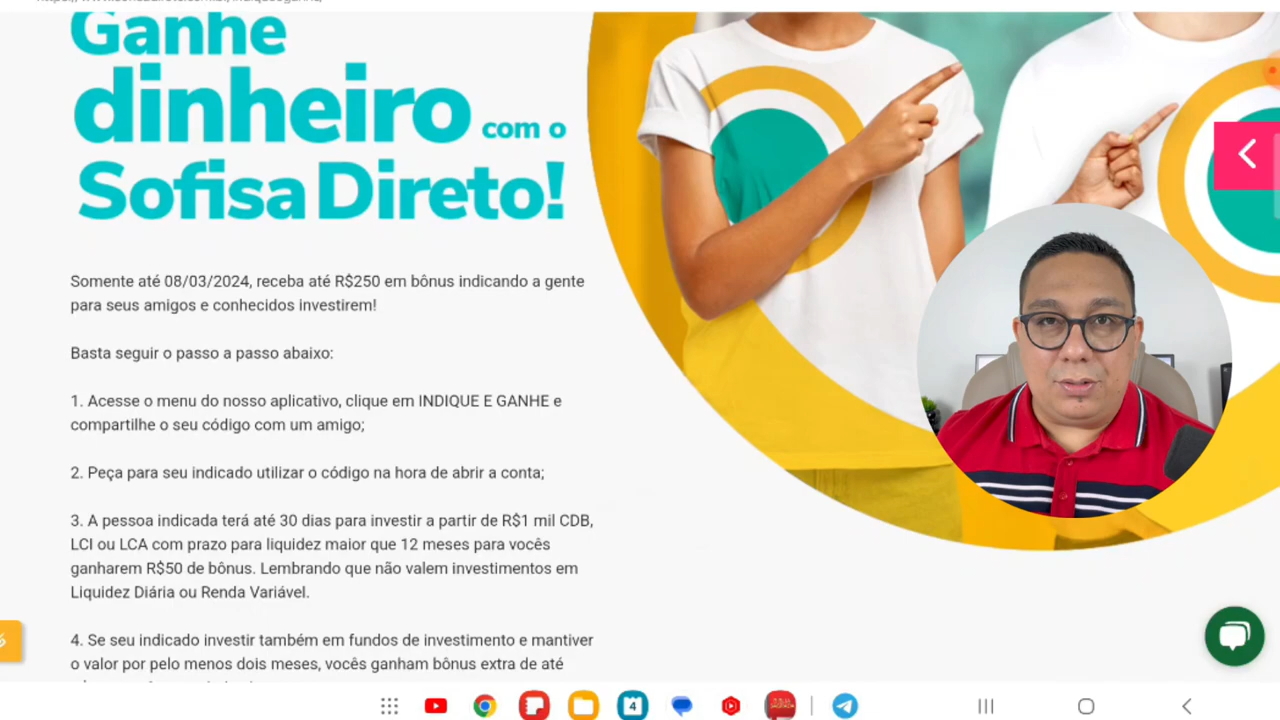 Ganhe
dinheiro com o
Sofisa Direto!
Somente até 08/03/2024, receba até R$250 em bônus indicando a gente
para seus amigos e conhecidos investirem!
Basta seguir o passo a passo abaixo:
1. Acesse o menu do nosso aplicativo, clique em INDIQUE E GANHE e
compartilhe o seu código com um amigo;
2. Peça para seu indicado utilizar o código na hora de abrir a conta;
3. A pessoa indicada terá até 30 dias para investir a partir de R$1 mil CDB,
LCI ou LCA com prazo para liquidez maior que 12 meses para vocês
ganharem R$50 de bônus. Lembrando que não valem investimentos em
Liquidez Diária ou Renda Variável.
4. Se seu indicado investir também em fundos de investimento e mantiver
o valor por pelo menos dois meses, vocês ganham bônus extra de até
4